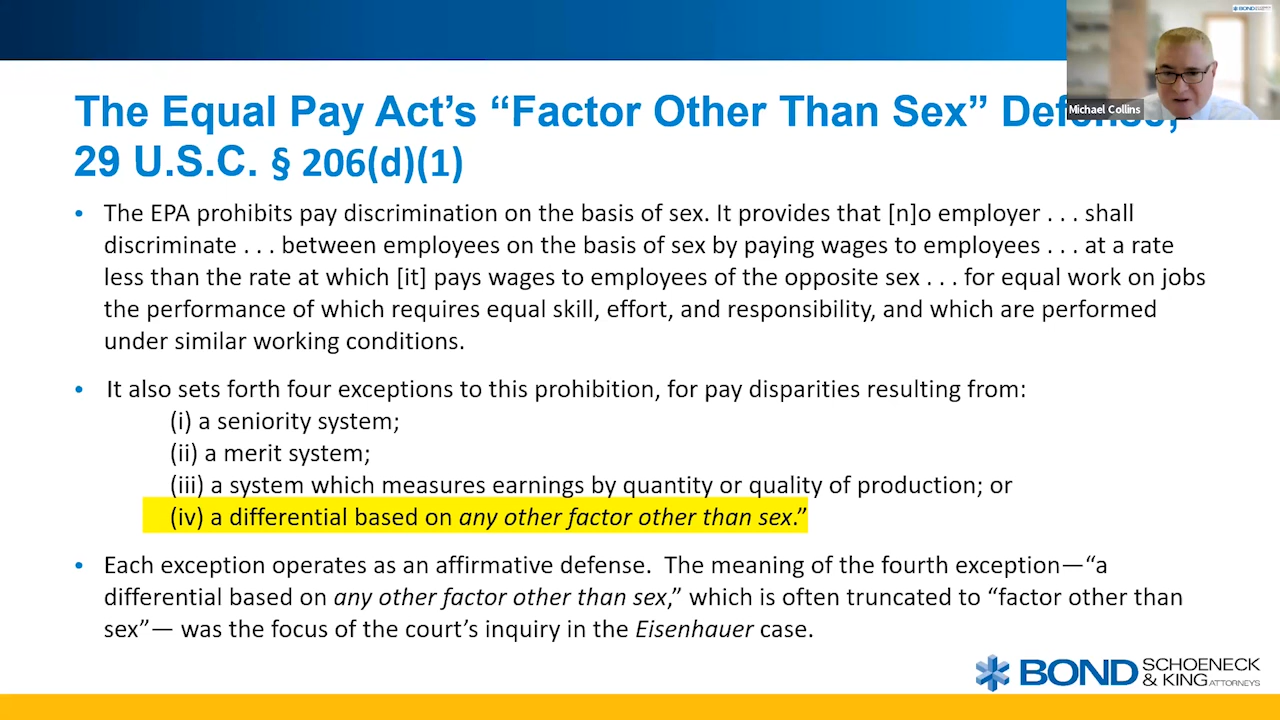 The Equal Pay Act's “Factor Other Than Sex” Defense,
29 U.S.C. § 206(d)(1)
Michael Collins
• The EPA prohibits pay discrimination on the basis of sex. It provides that [n]o employer . . . shall
discriminate . . . between employees on the basis of sex by paying wages to employees . . . at a rate
less than the rate at which [it] pays wages to employees of the opposite sex . . . for equal work on jobs
the performance of which requires equal skill, effort, and responsibility, and which are performed
under similar working conditions.
• It also sets forth four exceptions to this prohibition, for pay disparities resulting from:
(i) a seniority system;
(ii) a merit system;
(iii) a system which measures earnings by quantity or quality of production; or
(iv) a differential based on any other factor other than sex.”
• Each exception operates as an affirmative defense.  The meaning of the fourth exception—“a
differential based on any other factor other than sex,” which is often truncated to “factor other than
sex”— was the focus of the court's inquiry in the Eisenhauer case.
BOND SCHOENECK
& KING ATTORNEYS